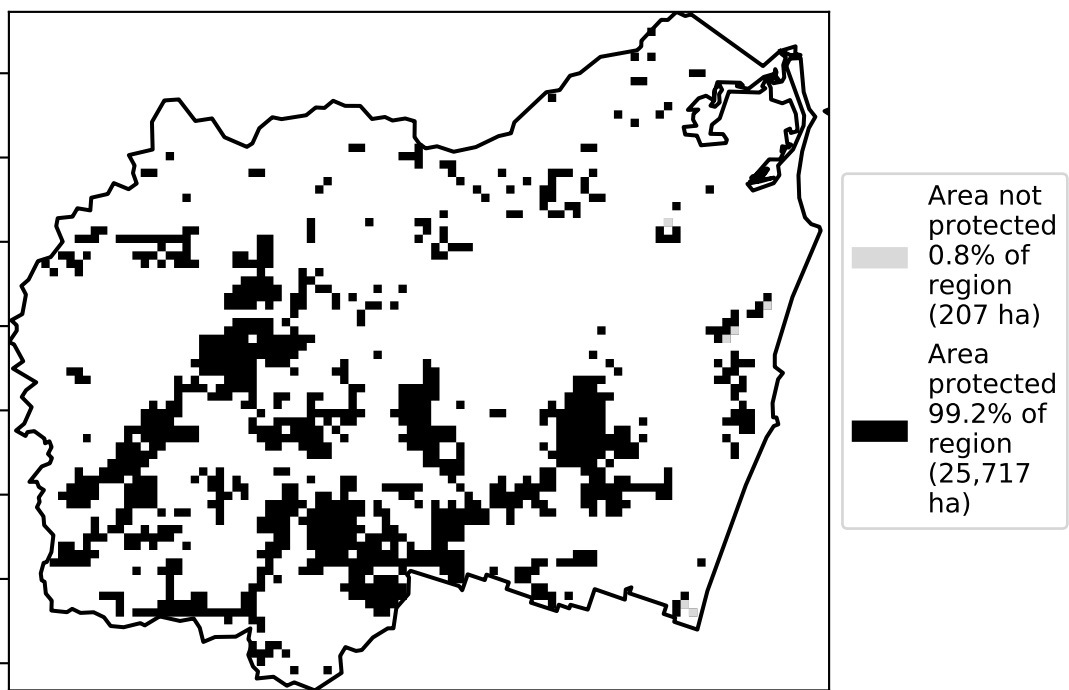 Area not
protected
0.8% of
region
(207 ha)
Area
protected
99.2% of
region
(25,717
ha)